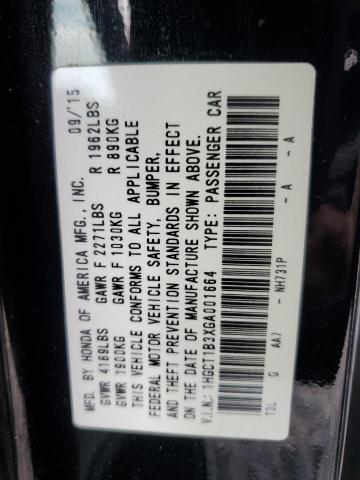 MFD. BY HONDA OF AMERICA MFG., INC. 09/'15
GVWR 4189LBS GAWR F 2271LBS R 1962LBS
GVWR 1900KG GAWR F 1030KG R 890KG
THIS VEHICLE CONFORMS TO ALL APPLICABLE
FEDERAL MOTOR VEHICLE SAFETY, BUMPER,
AND THEFT PREVENTION STANDARDS IN EFFECT
ON THE DATE OF MANUFACTURE SHOWN ABOVE.
V.I.N.: 1HGCT1B3XGA001664 TYPE: PASSENGER CAR
T3L G AA7 - NH731P - A - A